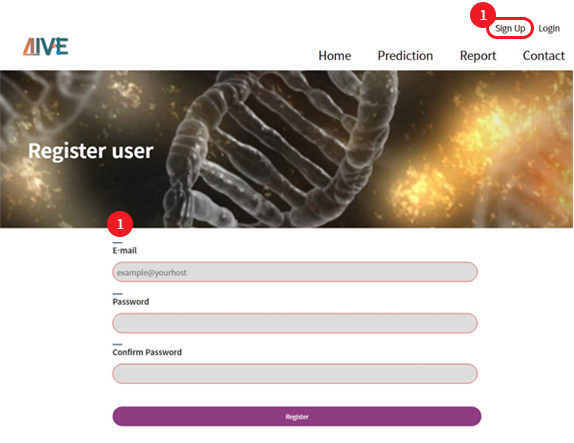 1
Sign Up Login
AIVE
Home Prediction Report Contact
Register user
1
E-mail
example@yourhost
Password
Confirm Password
Register